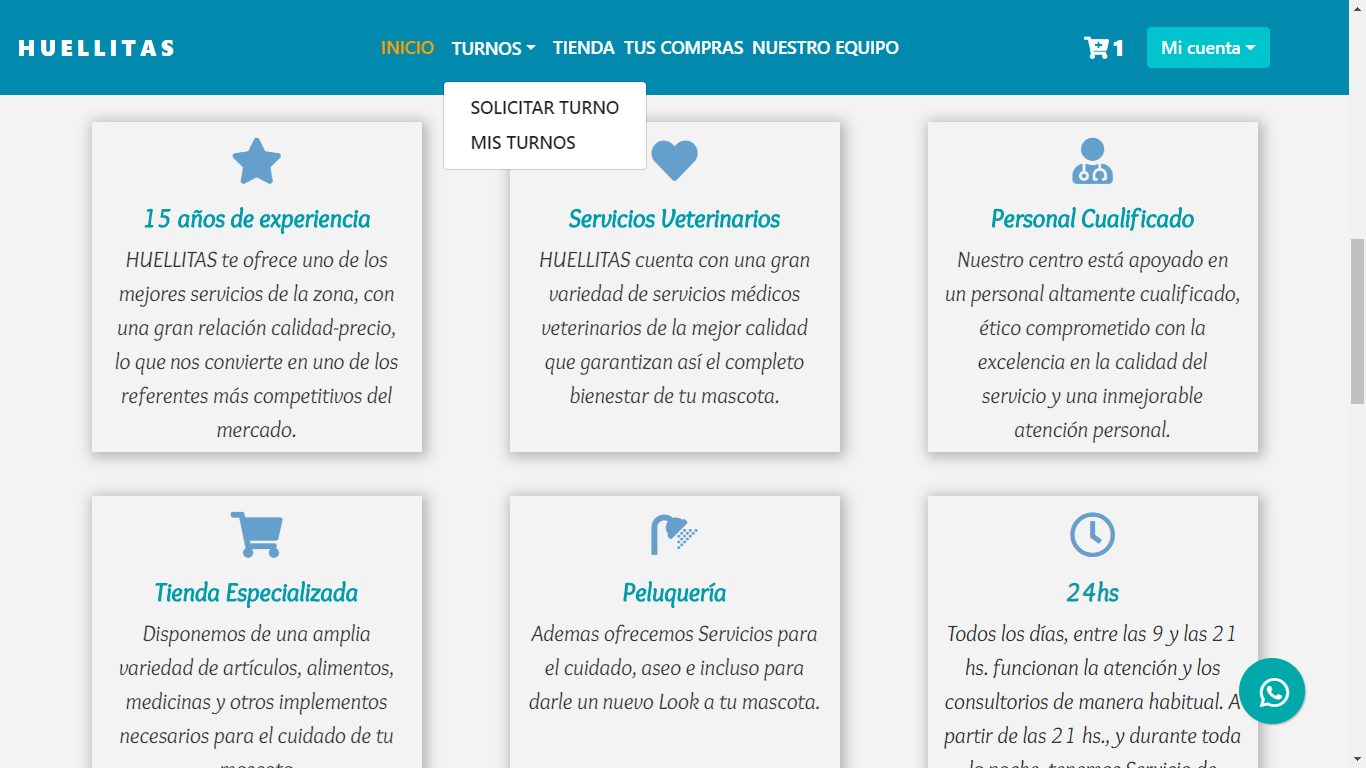 HUELLITAS
INICIO TURNOS TIENDA TUS COMPRAS NUESTRO EQUIPO
1
Mi cuenta
SOLICITAR TURNO
MIS TURNOS
15 años de experiencia
HUELLITAS te ofrece uno de los
mejores servicios de la zona, con
una gran relación calidad-precio,
lo que nos convierte en uno de los
referentes más competitivos del
mercado.
Servicios Veterinarios
HUELLITAS cuenta con una gran
variedad de servicios médicos
veterinarios de la mejor calidad
que garantizan así el completo
bienestar de tu mascota.
Personal Cualificado
Nuestro centro está apoyado en
un personal altamente cualificado,
ético comprometido con la
excelencia en la calidad del
servicio y una inmejorable
atención personal.
Tienda Especializada
Disponemos de una amplia
variedad de artículos, alimentos,
medicinas y otros implementos
necesarios para el cuidado de tu
Peluquería
Ademas ofrecemos Servicios para
el cuidado, aseo e incluso para
darle un nuevo Look a tu mascota.
24hs
Todos los días, entre las 9 y las 21
hs. funcionan la atención y los
consultorios de manera habitual. A
partir de las 21 hs., y durante toda
la noche, tenemos Servicio de